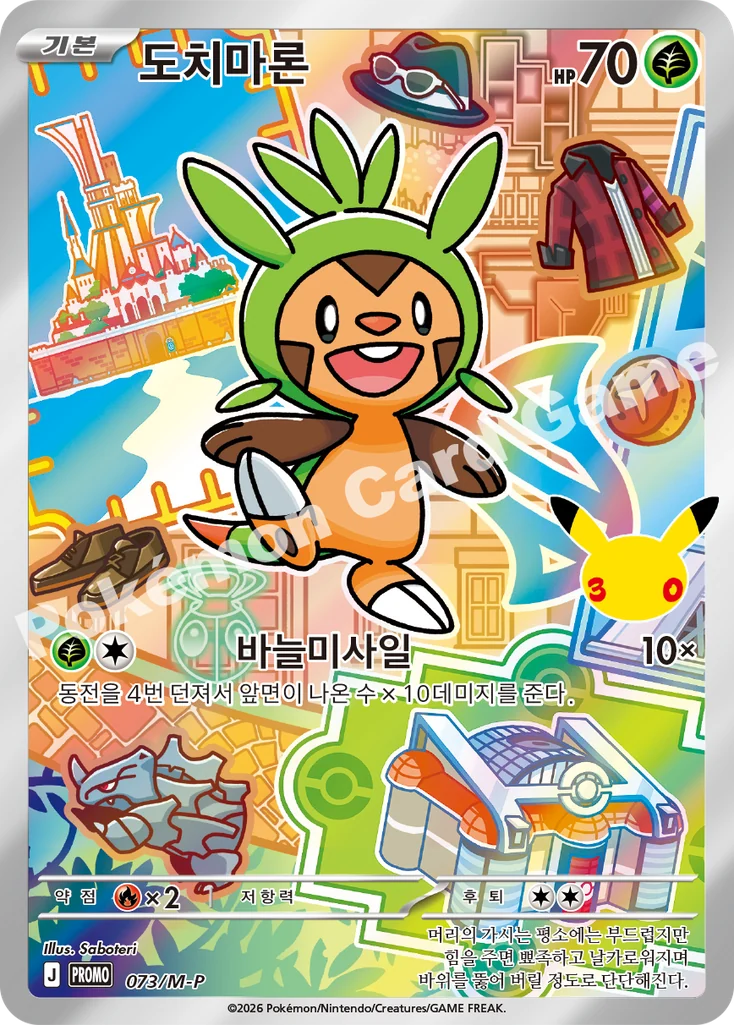 기본
도치마론
HP 70
Pokémon Card Game
3 0
바늘미사일 10×
동전을 4번 던져서 앞면이 나온 수 × 10데미지를 준다.
약점 ×2 저항력 후퇴
Illus. Saboteri
J PROMO 073/M-P
머리의 가시는 평소에는 부드럽지만
힘을 주면 뾰족하고 날카로워지며
바위를 뚫어 버릴 정도로 단단해진다.
©2026 Pokémon/Nintendo/Creatures/GAME FREAK.